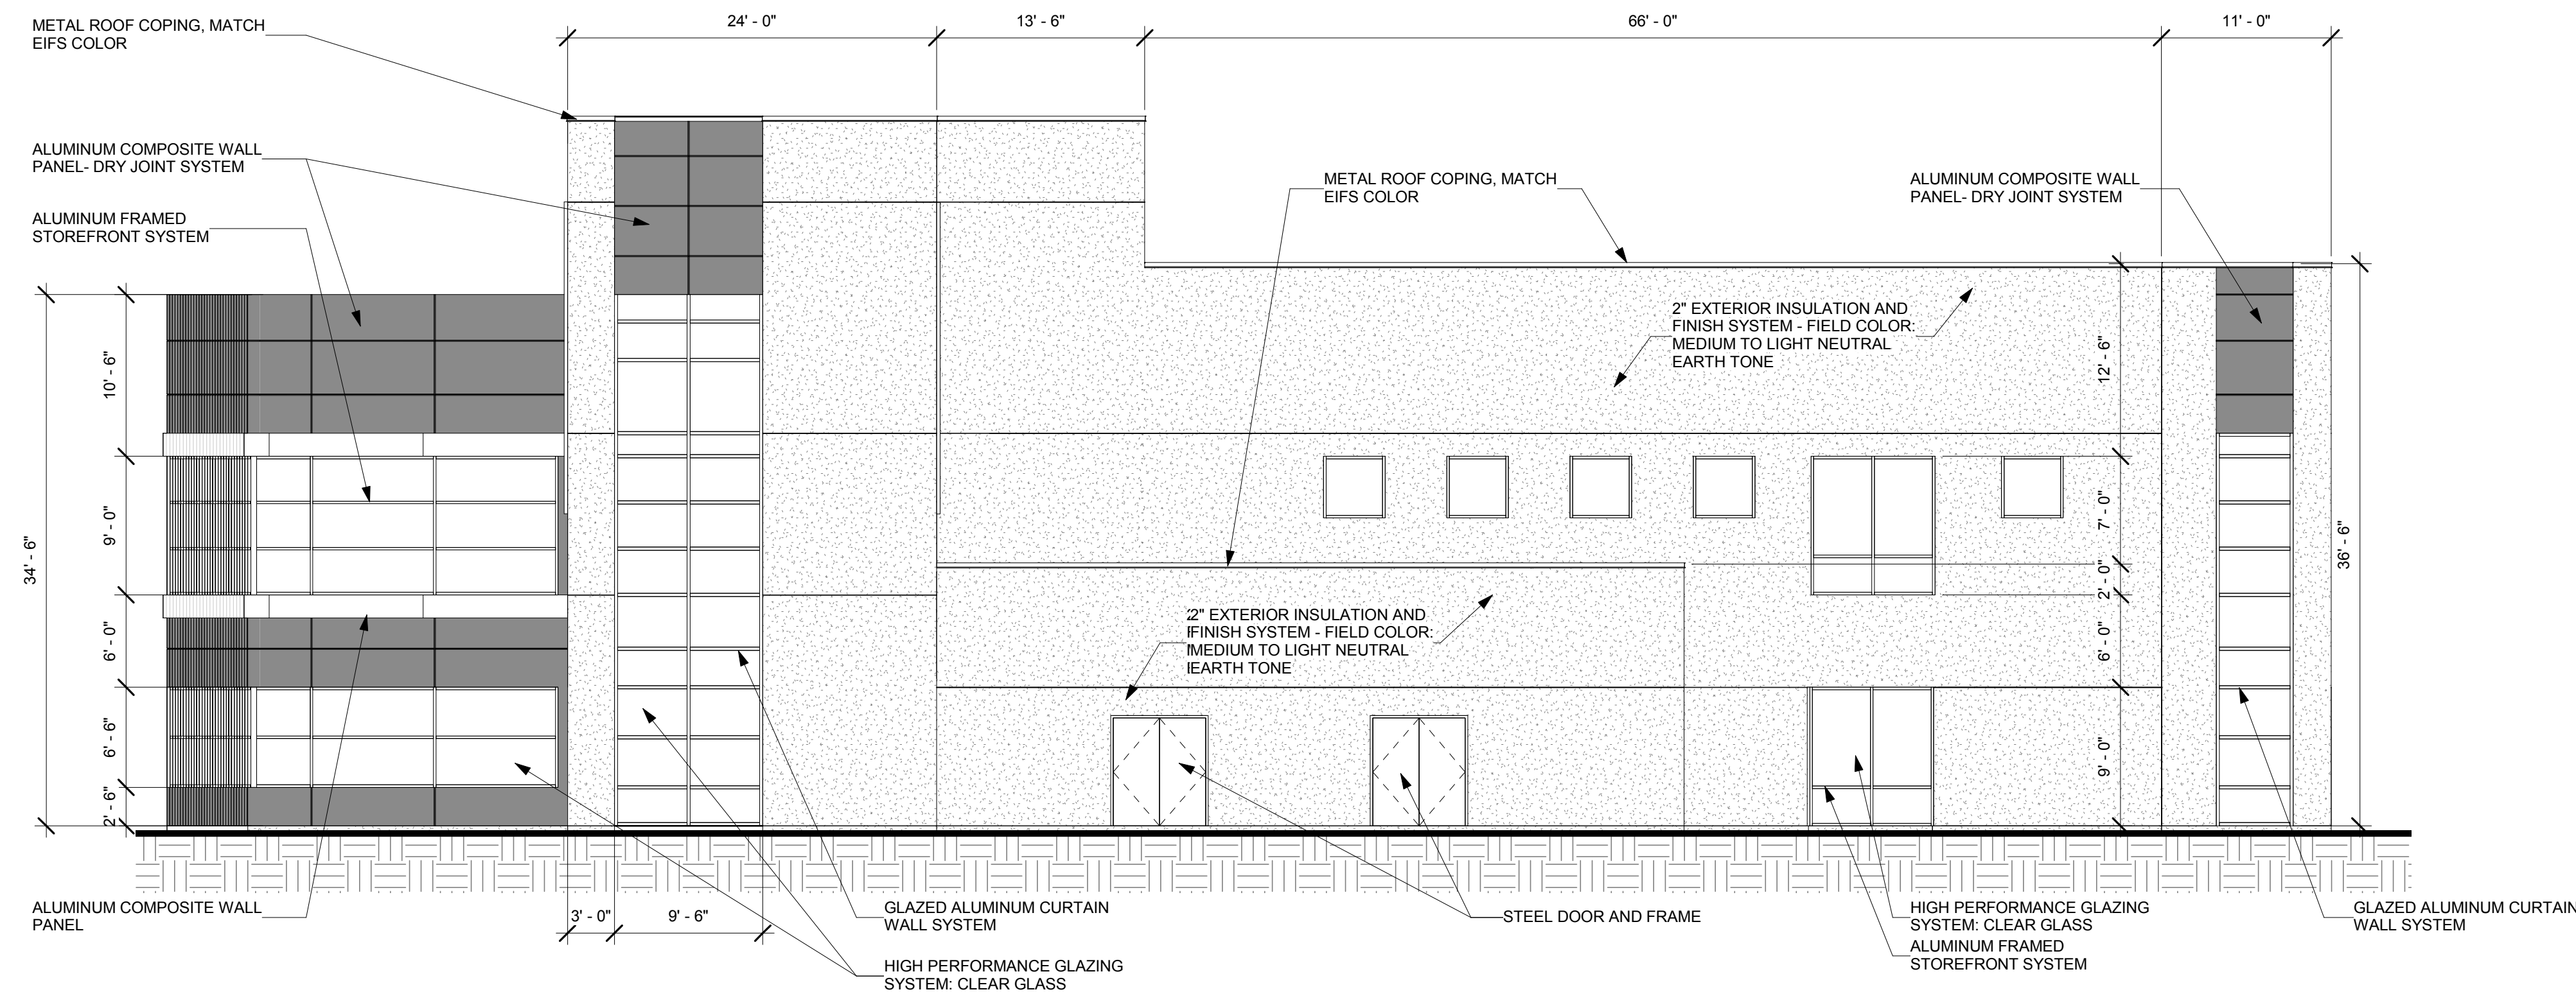 24' - 0"
13' - 6"
66' - 0"
11' - 0"
METAL ROOF COPING, MATCH
EIFS COLOR
ALUMINUM COMPOSITE WALL
PANEL- DRY JOINT SYSTEM
ALUMINUM FRAMED
STOREFRONT SYSTEM
METAL ROOF COPING, MATCH
EIFS COLOR
ALUMINUM COMPOSITE WALL
PANEL- DRY JOINT SYSTEM
2" EXTERIOR INSULATION AND
FINISH SYSTEM - FIELD COLOR:
MEDIUM TO LIGHT NEUTRAL
EARTH TONE
34' - 6"
10' - 6"
9' - 0"
6' - 0"
6' - 6"
2' - 6"
12' - 6"
7' - 0"
2' - 0"
6' - 0"
9' - 0"
36' - 6"
2" EXTERIOR INSULATION AND
FINISH SYSTEM - FIELD COLOR:
MEDIUM TO LIGHT NEUTRAL
EARTH TONE
ALUMINUM COMPOSITE WALL
PANEL
3' - 0"
9' - 6"
GLAZED ALUMINUM CURTAIN
WALL SYSTEM
HIGH PERFORMANCE GLAZING
SYSTEM: CLEAR GLASS
STEEL DOOR AND FRAME
HIGH PERFORMANCE GLAZING
SYSTEM: CLEAR GLASS
ALUMINUM FRAMED
STOREFRONT SYSTEM
GLAZED ALUMINUM CURTAIN
WALL SYSTEM